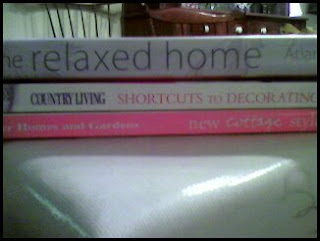 he relaxed home
COUNTRY LIVING SHORTCUTS TO DECORATING
Homes and Gardens new cottage